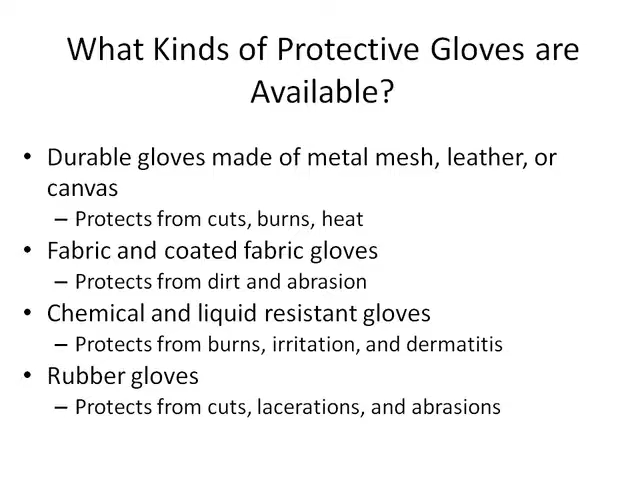 What Kinds of Protective Gloves are
Available?
• Durable gloves made of metal mesh, leather, or
canvas
– Protects from cuts, burns, heat
• Fabric and coated fabric gloves
– Protects from dirt and abrasion
• Chemical and liquid resistant gloves
– Protects from burns, irritation, and dermatitis
• Rubber gloves
– Protects from cuts, lacerations, and abrasions